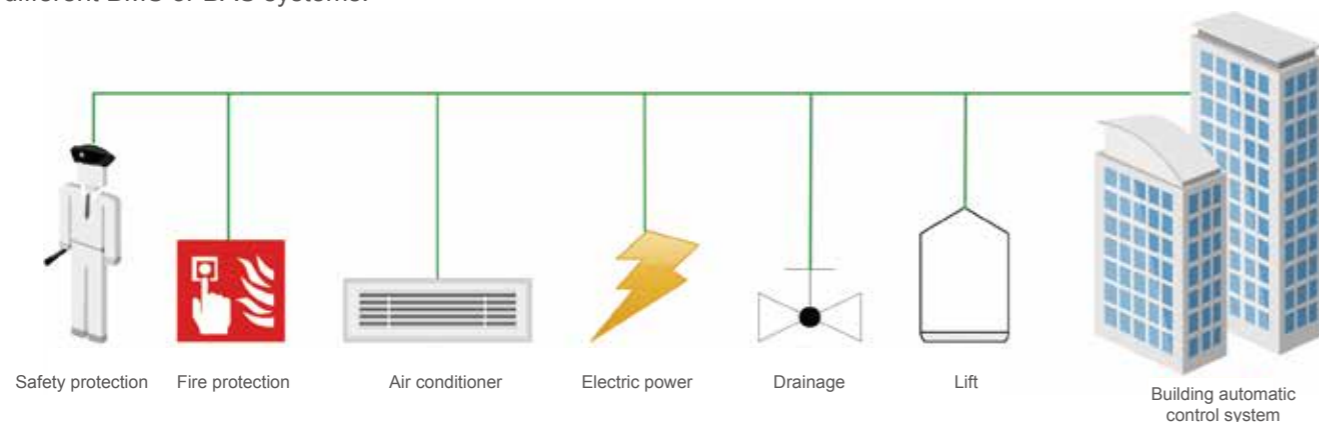 different BMS or BAS systems.
Safety protection
Fire protection
Air conditioner
Electric power
Drainage
Lift
Building automatic
control system